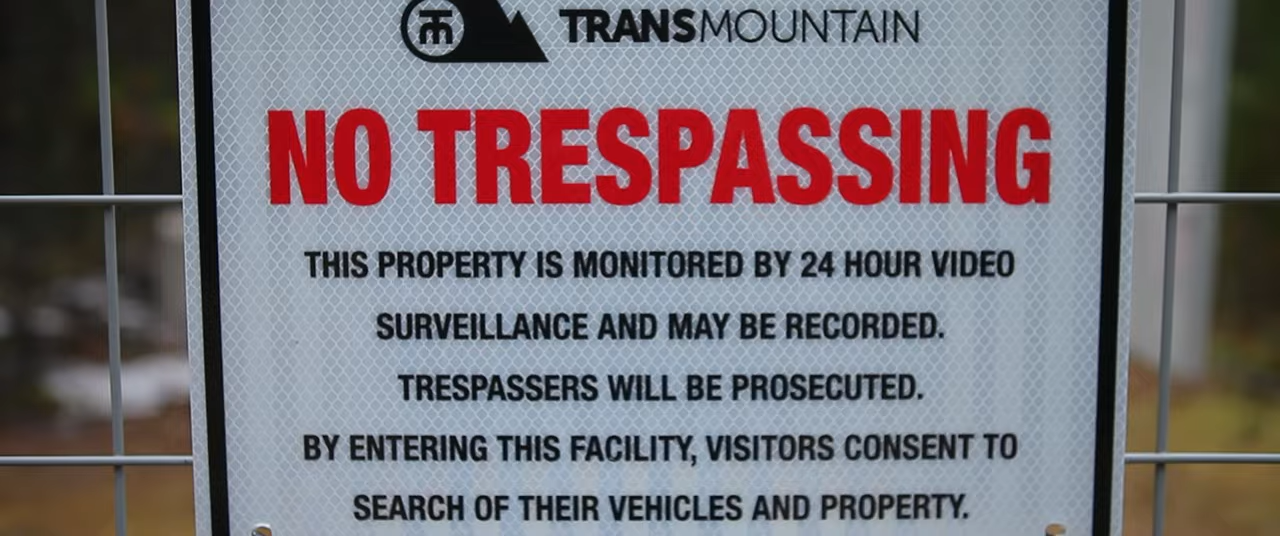 TRANSMOUNTAIN
NO TRESPASSING
THIS PROPERTY IS MONITORED BY 24 HOUR VIDEO
SURVEILLANCE AND MAY BE RECORDED.
TRESPASSERS WILL BE PROSECUTED.
BY ENTERING THIS FACILITY, VISITORS CONSENT TO
SEARCH OF THEIR VEHICLES AND PROPERTY.